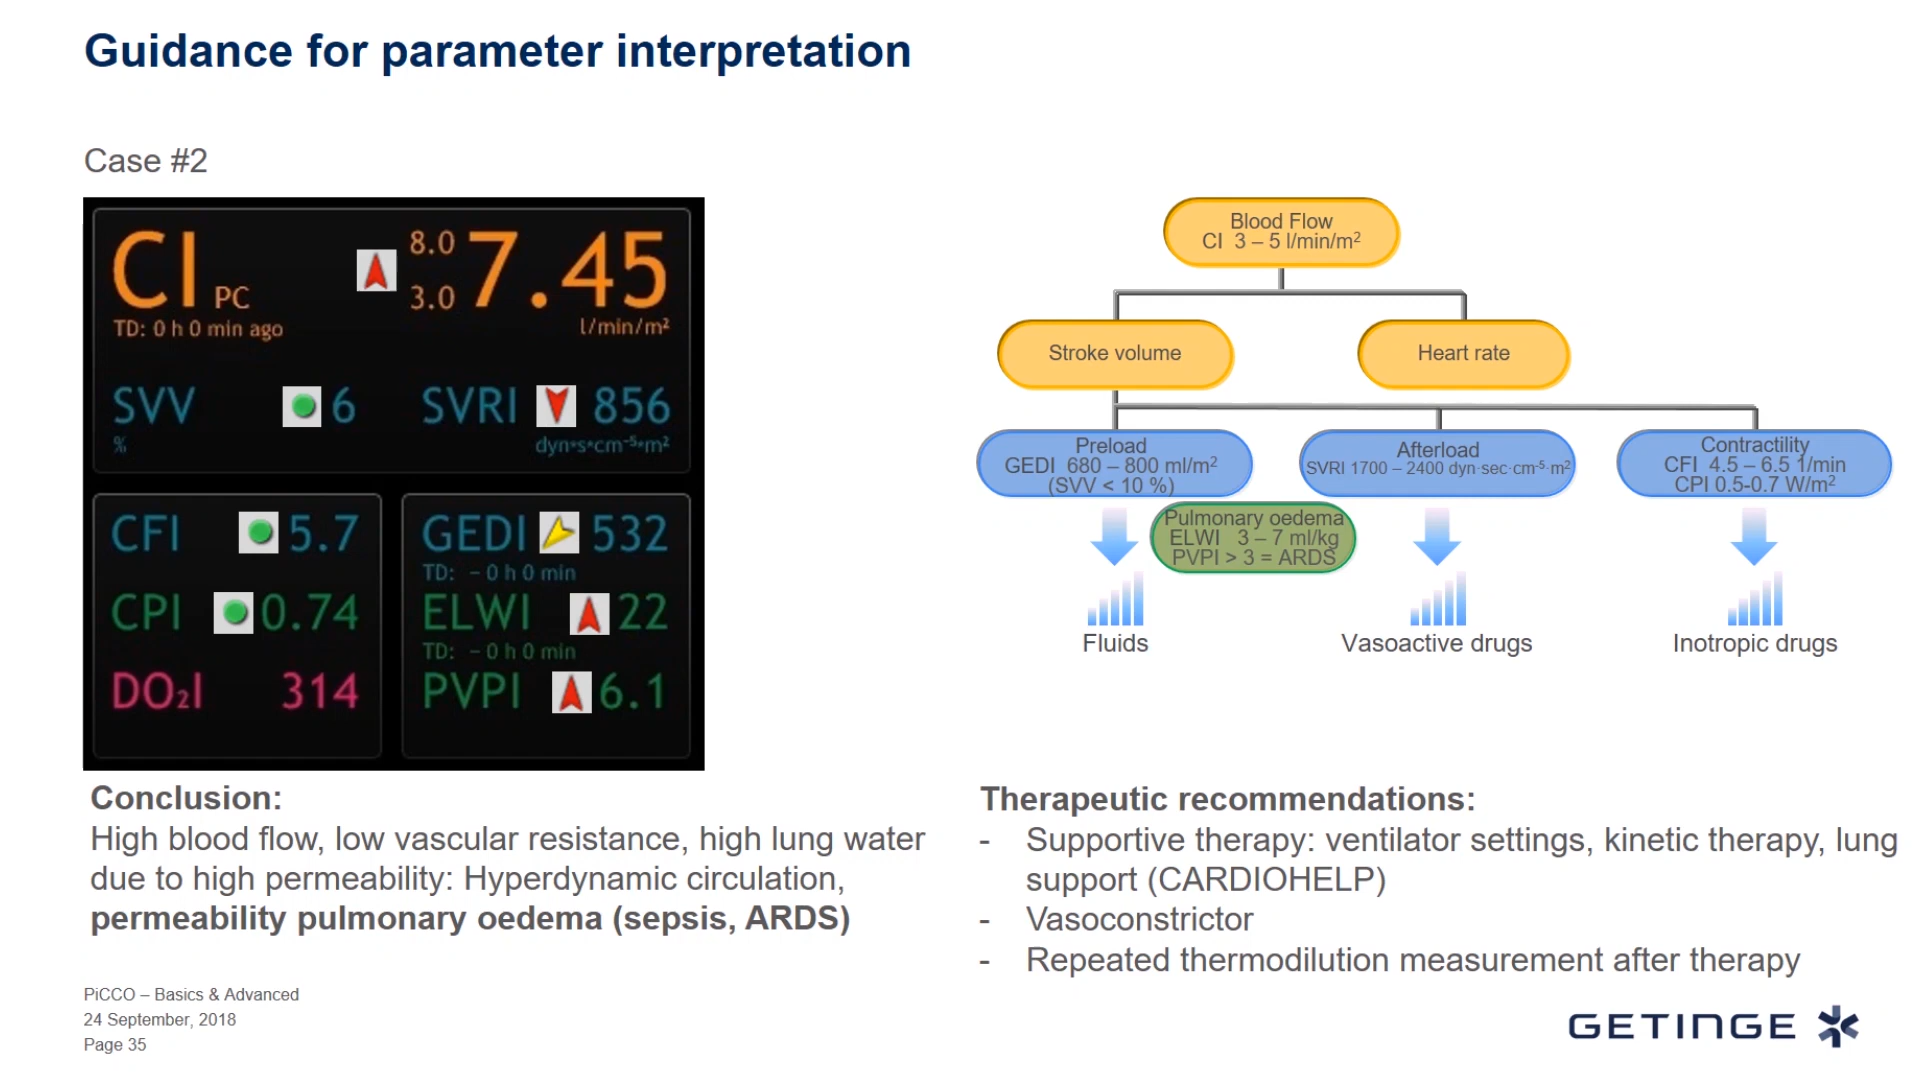 Guidance for parameter interpretation
Case #2
CI PC 8.0 3.0 7.45
TD: 0 h 0 min ago l/min/m²
SVV 6 SVRI 856
% dyn*s*cm⁻⁵*m²
CFI 5.7
CPI 0.74
DO₂I 314
GEDI 532
TD: – 0 h 0 min
ELWI 22
TD: – 0 h 0 min
PVPI 6.1
Blood Flow
CI 3 – 5 l/min/m²
Stroke volume
Heart rate
Preload
GEDI 680 – 800 ml/m²
(SVV < 10 %)
Afterload
SVRI 1700 – 2400 dyn·sec·cm⁻⁵·m²
Contractility
CFI 4.5 – 6.5 1/min
CPI 0.5-0.7 W/m²
Pulmonary oedema
ELWI 3 – 7 ml/kg
PVPI > 3 = ARDS
Fluids
Vasoactive drugs
Inotropic drugs
Conclusion:
High blood flow, low vascular resistance, high lung water
due to high permeability: Hyperdynamic circulation,
permeability pulmonary oedema (sepsis, ARDS)
Therapeutic recommendations:
- Supportive therapy: ventilator settings, kinetic therapy, lung
support (CARDIOHELP)
- Vasoconstrictor
- Repeated thermodilution measurement after therapy
PiCCO – Basics & Advanced
24 September, 2018
Page 35
GETINGE